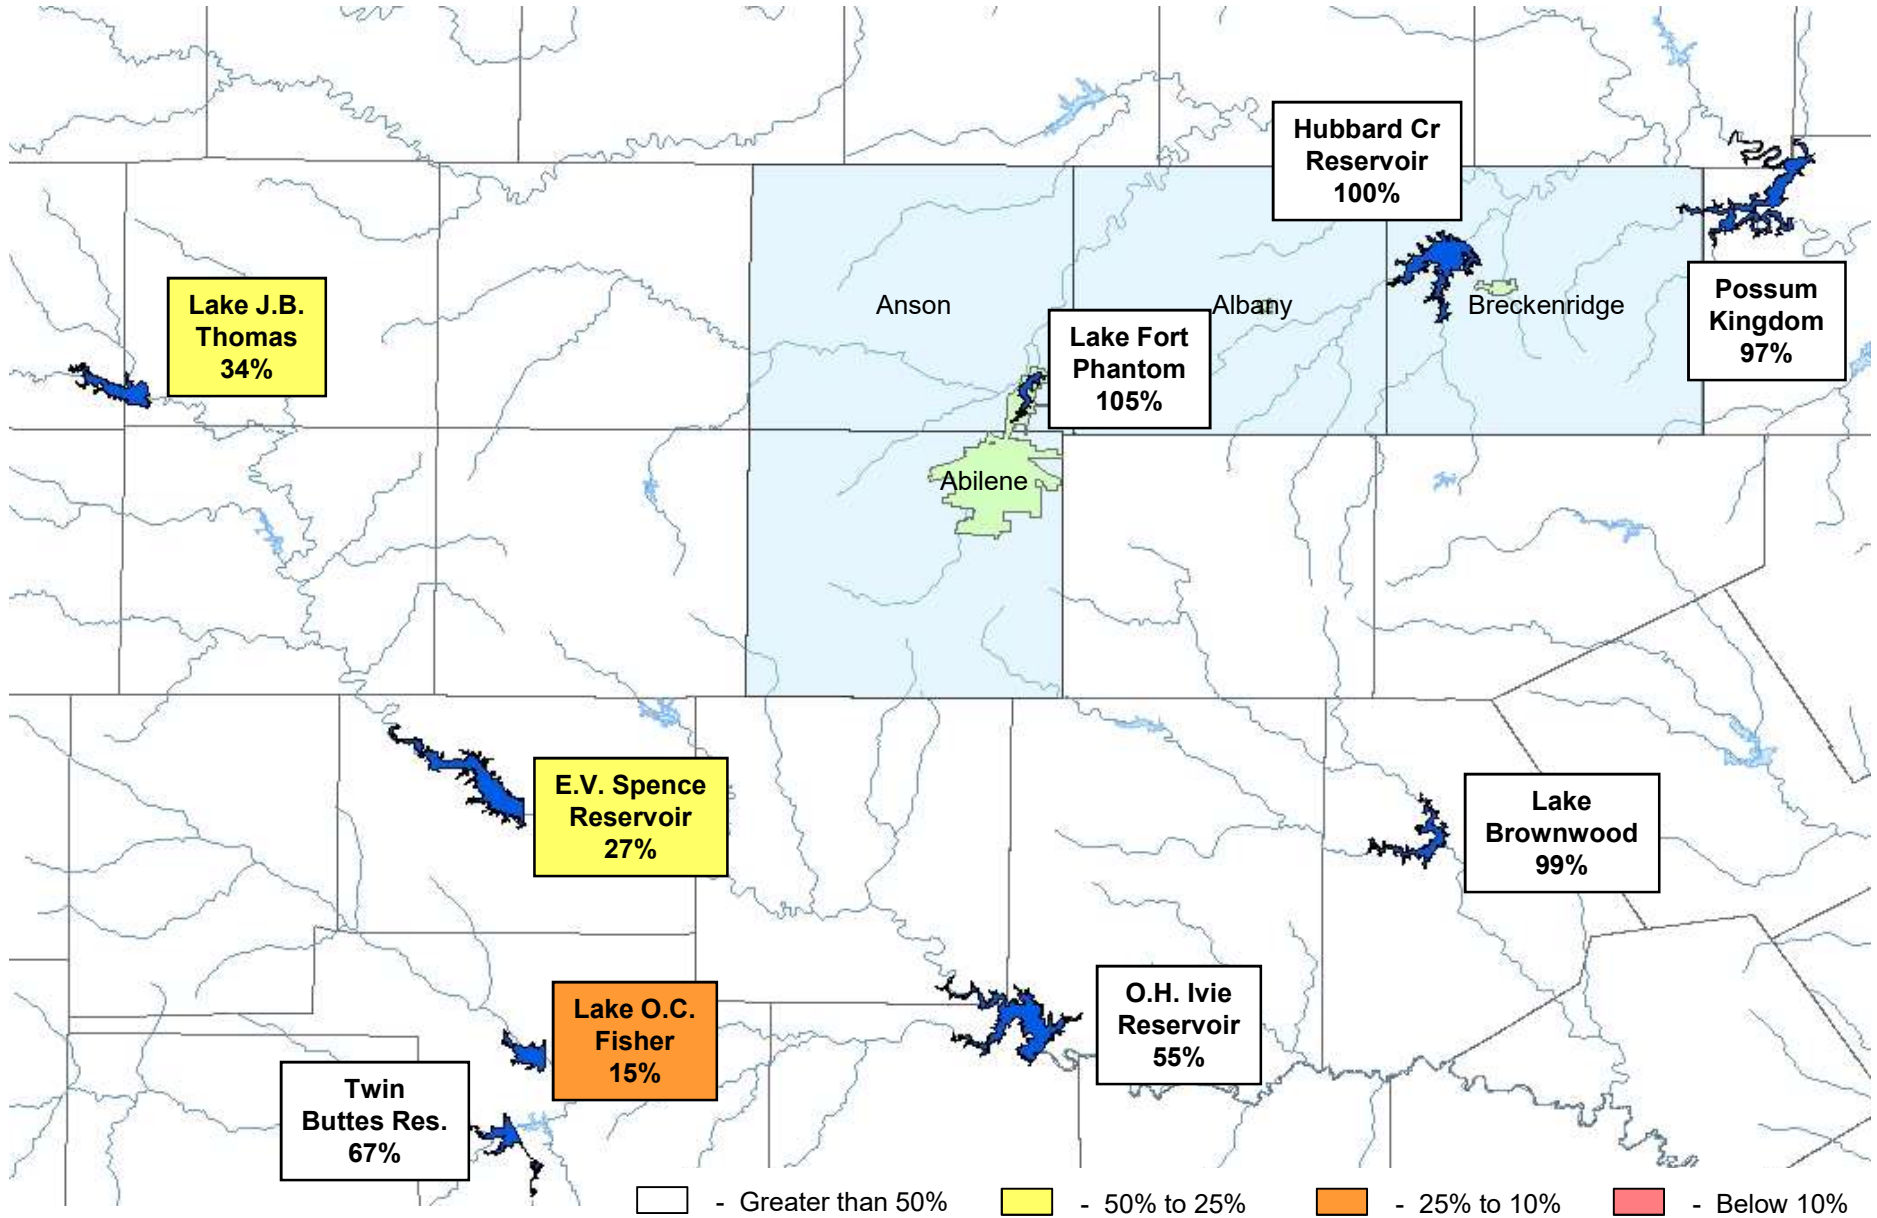 Hubbard Cr
Reservoir
100%
Lake J.B.
Thomas
34%
Anson
Albany
Breckenridge
Possum
Kingdom
97%
Lake Fort
Phantom
105%
Abilene
E.V. Spence
Reservoir
27%
Lake
Brownwood
99%
Lake O.C.
Fisher
15%
O.H. Ivie
Reservoir
55%
Twin
Buttes Res.
67%
- Greater than 50%
- 50% to 25%
- 25% to 10%
- Below 10%